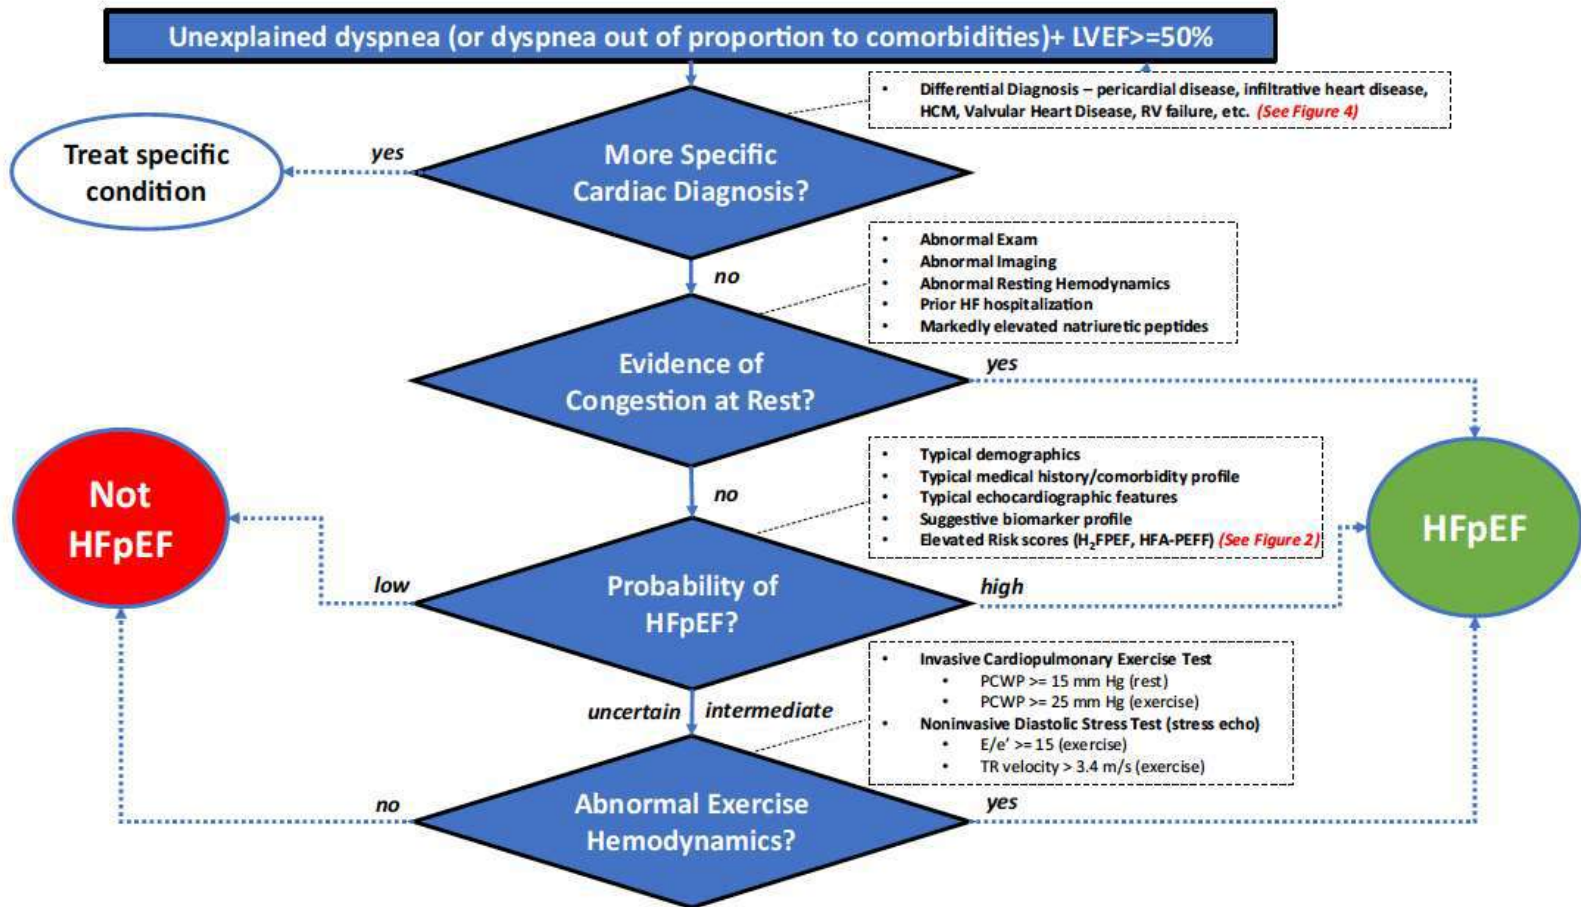 Unexplained dyspnea (or dyspnea out of proportion to comorbidities)+ LVEF>=50%
• Differential Diagnosis – pericardial disease, infiltrative heart disease,
HCM, Valvular Heart Disease, RV failure, etc. (See Figure 4)
More Specific
Cardiac Diagnosis?
yes
Treat specific
condition
no
• Abnormal Exam
• Abnormal Imaging
• Abnormal Resting Hemodynamics
• Prior HF hospitalization
• Markedly elevated natriuretic peptides
Evidence of
Congestion at Rest?
yes
no
• Typical demographics
• Typical medical history/comorbidity profile
• Typical echocardiographic features
• Suggestive biomarker profile
• Elevated Risk scores (H₂FPEF, HFA-PEFF) (See Figure 2)
Not
HFpEF
HFpEF
low
Probability of
HFpEF?
high
uncertain
intermediate
• Invasive Cardiopulmonary Exercise Test
• PCWP >= 15 mm Hg (rest)
• PCWP >= 25 mm Hg (exercise)
• Noninvasive Diastolic Stress Test (stress echo)
• E/e' >= 15 (exercise)
• TR velocity > 3.4 m/s (exercise)
no
Abnormal Exercise
Hemodynamics?
yes